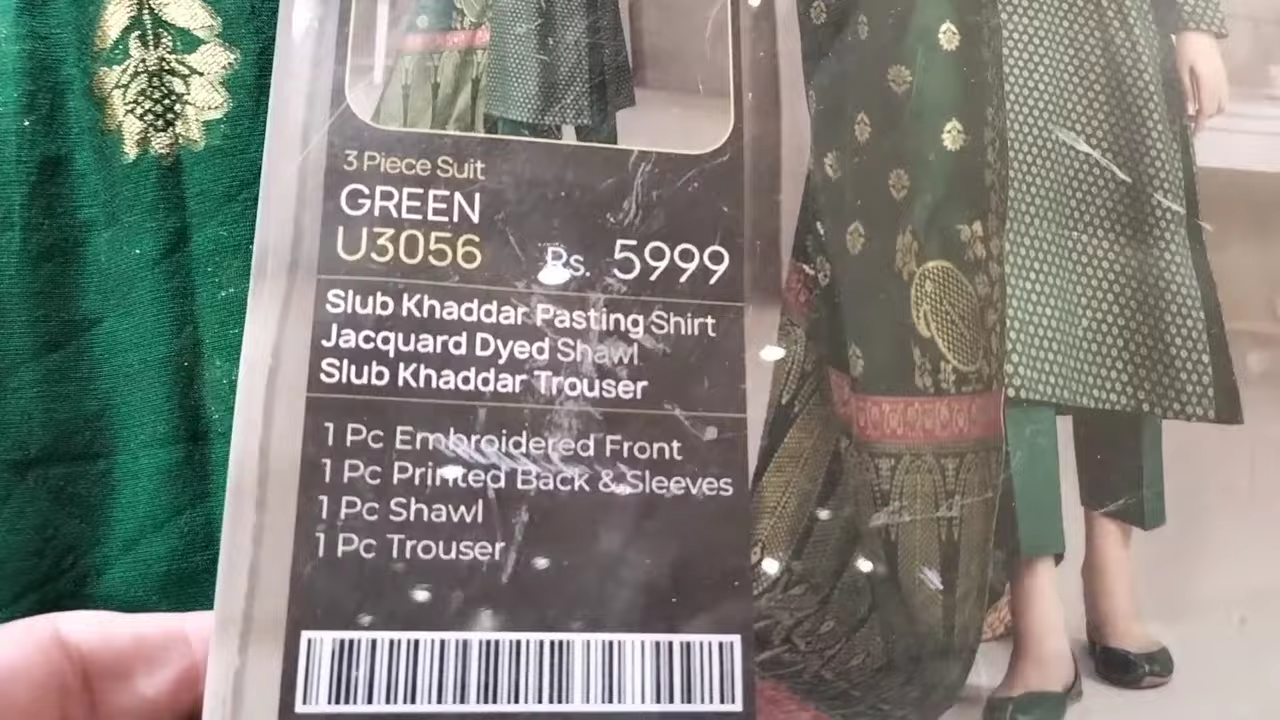 3 Piece Suit
GREEN
U3056 Rs. 5999
Slub Khaddar Pasting Shirt
Jacquard Dyed Shawl
Slub Khaddar Trouser
1 Pc Embroidered Front
1 Pc Printed Back & Sleeves
1 Pc Shawl
1 Pc Trouser